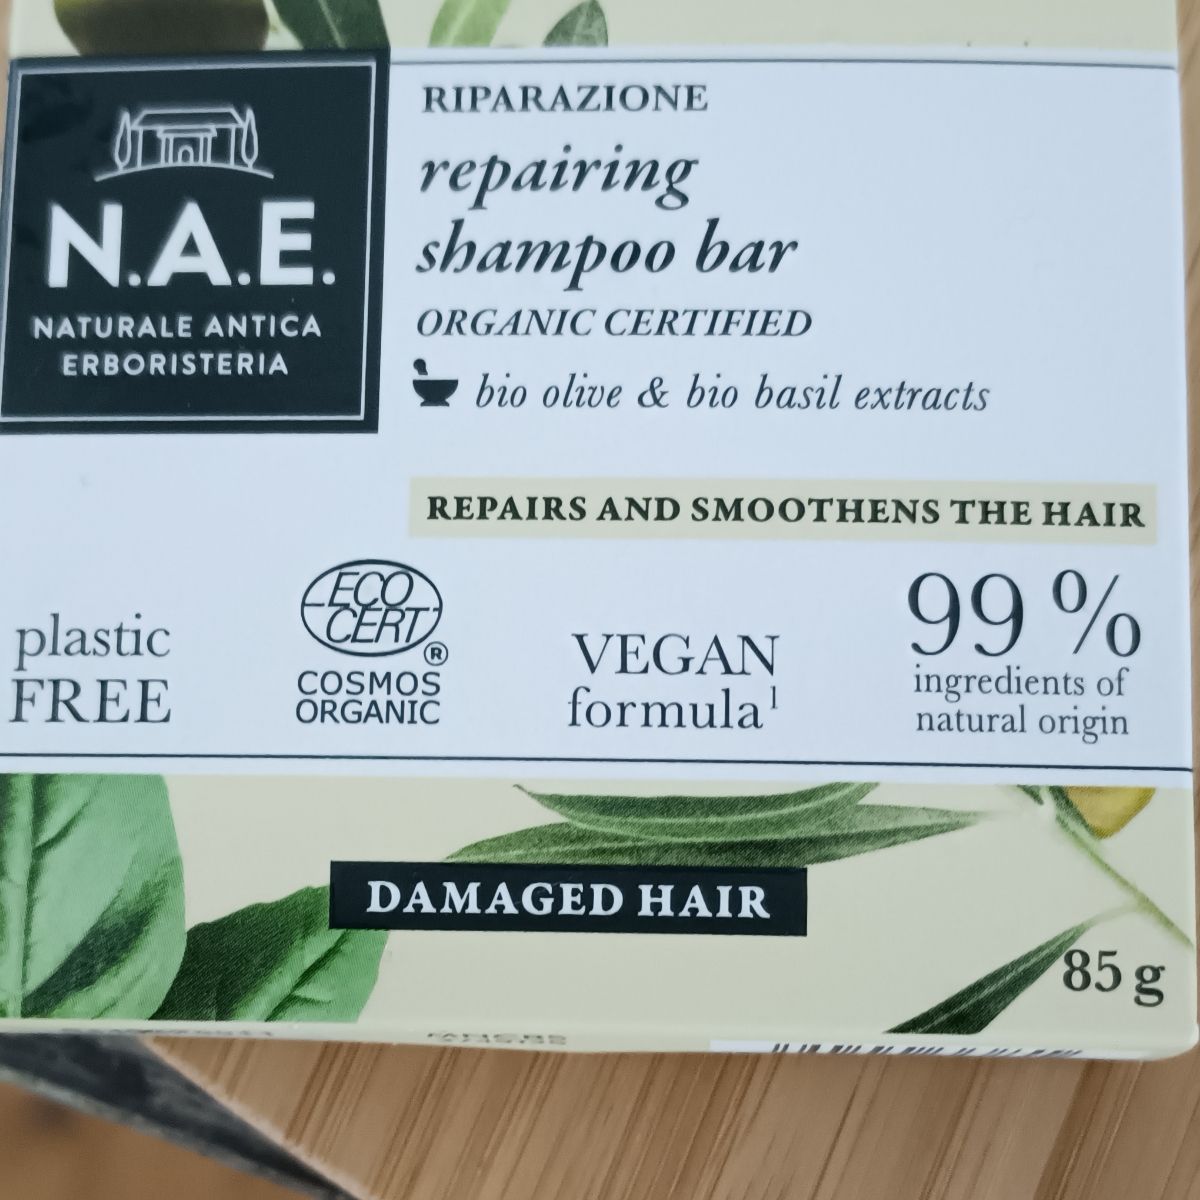 N.A.E.
NATURALE ANTICA
ERBORISTERIA
RIPARAZIONE
repairing
shampoo bar
ORGANIC CERTIFIED
bio olive & bio basil extracts
REPAIRS AND SMOOTHENS THE HAIR
plastic
FREE
ECO
CERT®
COSMOS
ORGANIC
VEGAN
formula¹
99 %
ingredients of
natural origin
DAMAGED HAIR
85 g